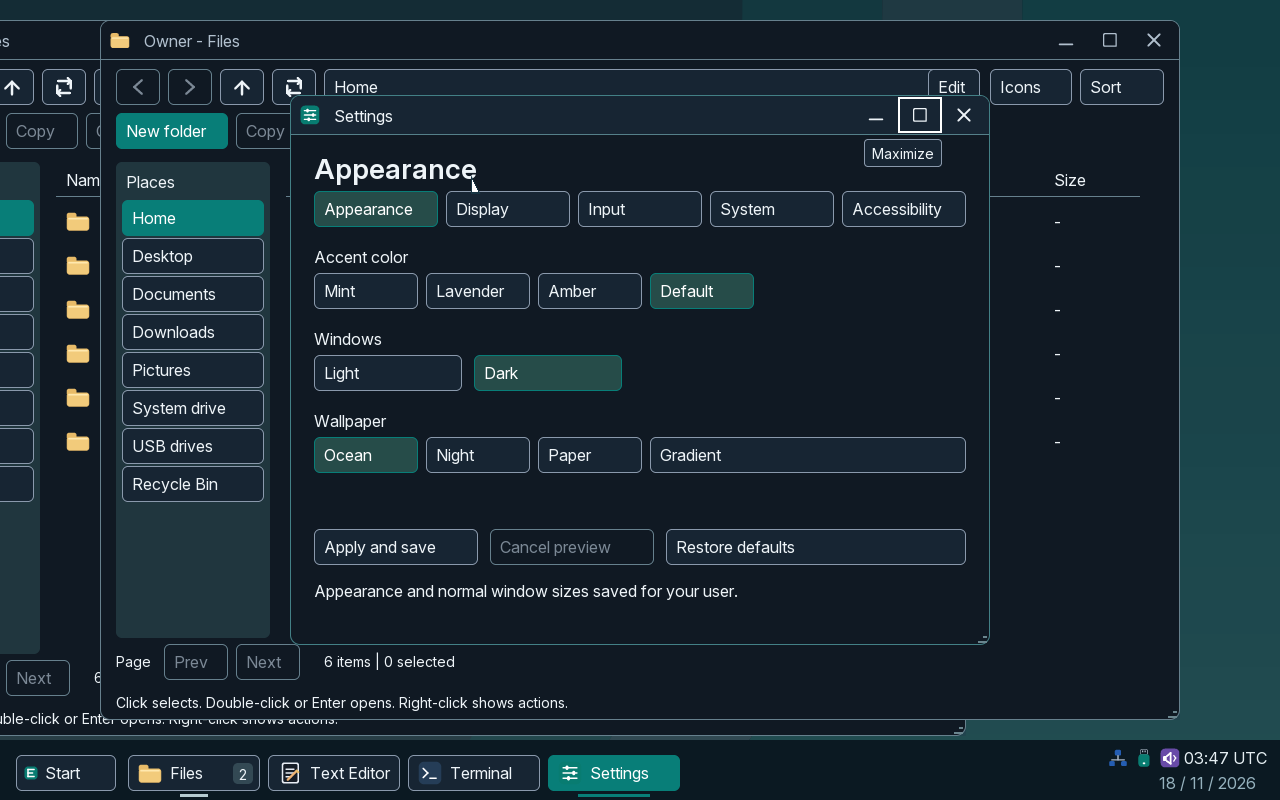 es
Owner - Files
Home
Edit
Icons
Sort
Copy
New folder
Copy
Settings
Maximize
Appearance
Appearance
Display
Input
System
Accessibility
Nam
Places
Size
Home
Desktop
Documents
Downloads
Pictures
System drive
USB drives
Recycle Bin
-
-
-
-
-
-
Accent color
Mint
Lavender
Amber
Default
Windows
Light
Dark
Wallpaper
Ocean
Night
Paper
Gradient
Apply and save
Cancel preview
Restore defaults
Appearance and normal window sizes saved for your user.
Page
Prev
Next
6 items | 0 selected
Next
6
Click selects. Double-click or Enter opens. Right-click shows actions.
uble-click or Enter opens. Right-click shows actions.
Start
Files
2
Text Editor
Terminal
Settings
03:47 UTC
18 / 11 / 2026